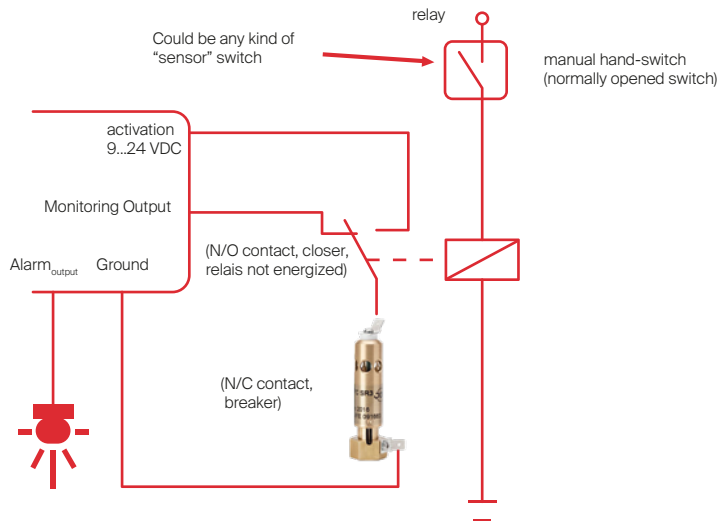 relay
Could be any kind of
“sensor” switch
manual hand-switch
(normally opened switch)
activation
9...24 VDC
Monitoring Output
(N/O contact, closer,
relais not energized)
Alarm output Ground
(N/C contact,
breaker)
SR3